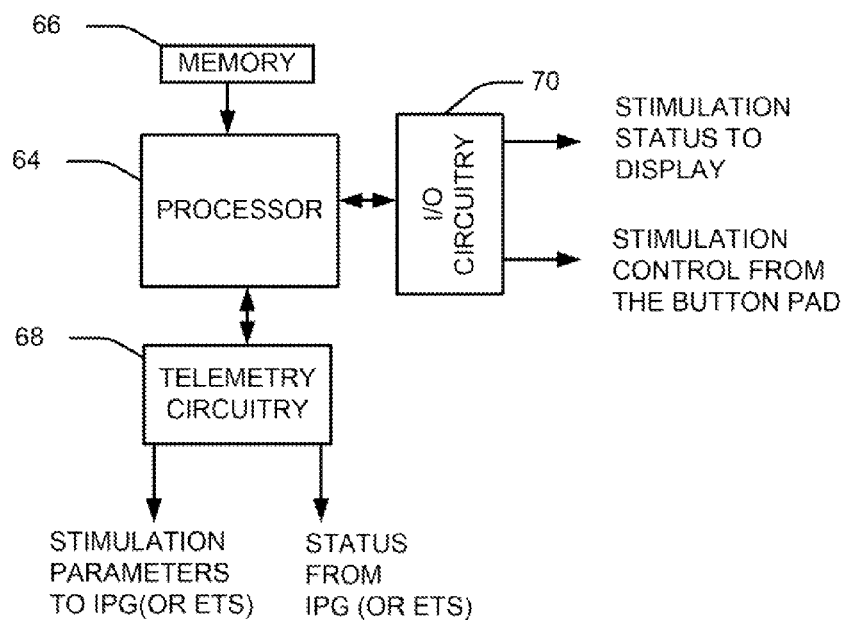 66
MEMORY
70
64
PROCESSOR
I/O
CIRCUITRY
STIMULATION
STATUS TO
DISPLAY
STIMULATION
CONTROL FROM
THE BUTTON PAD
68
TELEMETRY
CIRCUITRY
STIMULATION
PARAMETERS
TO IPG(OR ETS)
STATUS
FROM
IPG (OR ETS)